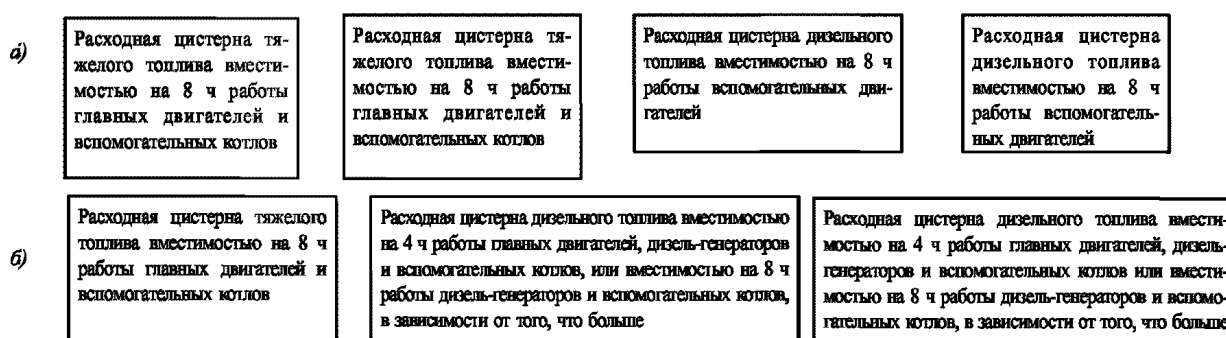 а)
Расходная цистерна тя-
желого топлива вмести-
мостью на 8 ч работы
главных двигателей и
вспомогательных котлов
Расходная цистерна тя-
желого топлива вмести-
мостью на 8 ч работы
главных двигателей и
вспомогательных котлов
Расходная цистерна дизельного
топлива вместимостью на 8 ч
работы вспомогательных дви-
гателей
Расходная цистерна
дизельного топлива
вместимостью на 8 ч
работы вспомогатель-
ных двигателей
б)
Расходная цистерна тяжелого
топлива вместимостью на 8 ч
работы главных двигателей и
вспомогательных котлов
Расходная цистерна дизельного топлива вместимостью
на 4 ч работы главных двигателей, дизель-генераторов
и вспомогательных котлов, или вместимостью на 8 ч
работы дизель-генераторов и вспомогательных котлов,
в зависимости от того, что больше
Расходная цистерна дизельного топлива вмести-
мостью на 4 ч работы главных двигателей, дизель-
генераторов и вспомогательных котлов или вмести-
мостью на 8 ч работы дизель-генераторов и вспомо-
гательных котлов, в зависимости от того, что больше